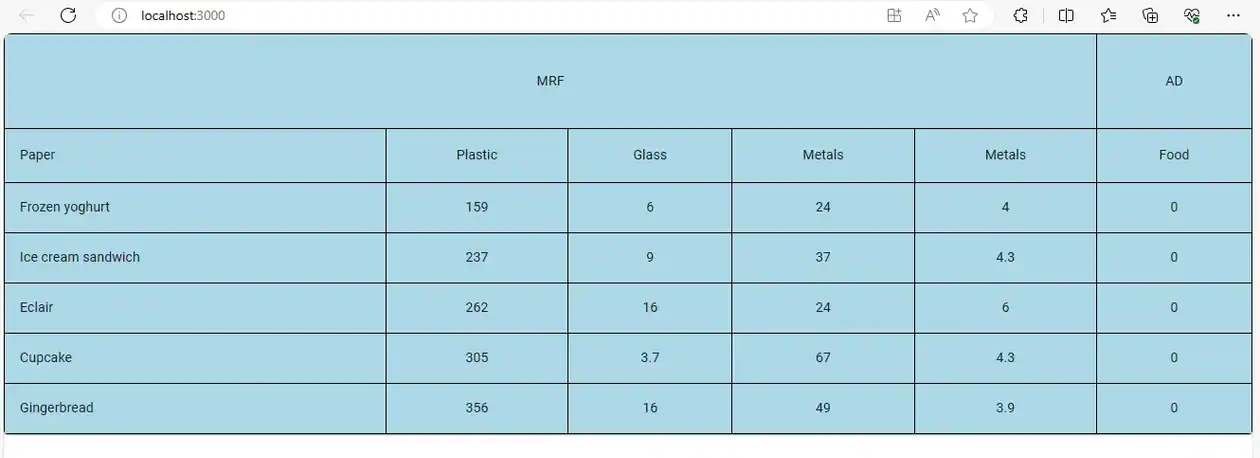 localhost:3000
MRF AD
Paper Plastic Glass Metals Metals Food
Frozen yoghurt 159 6 24 4 0
Ice cream sandwich 237 9 37 4.3 0
Eclair 262 16 24 6 0
Cupcake 305 3.7 67 4.3 0
Gingerbread 356 16 49 3.9 0